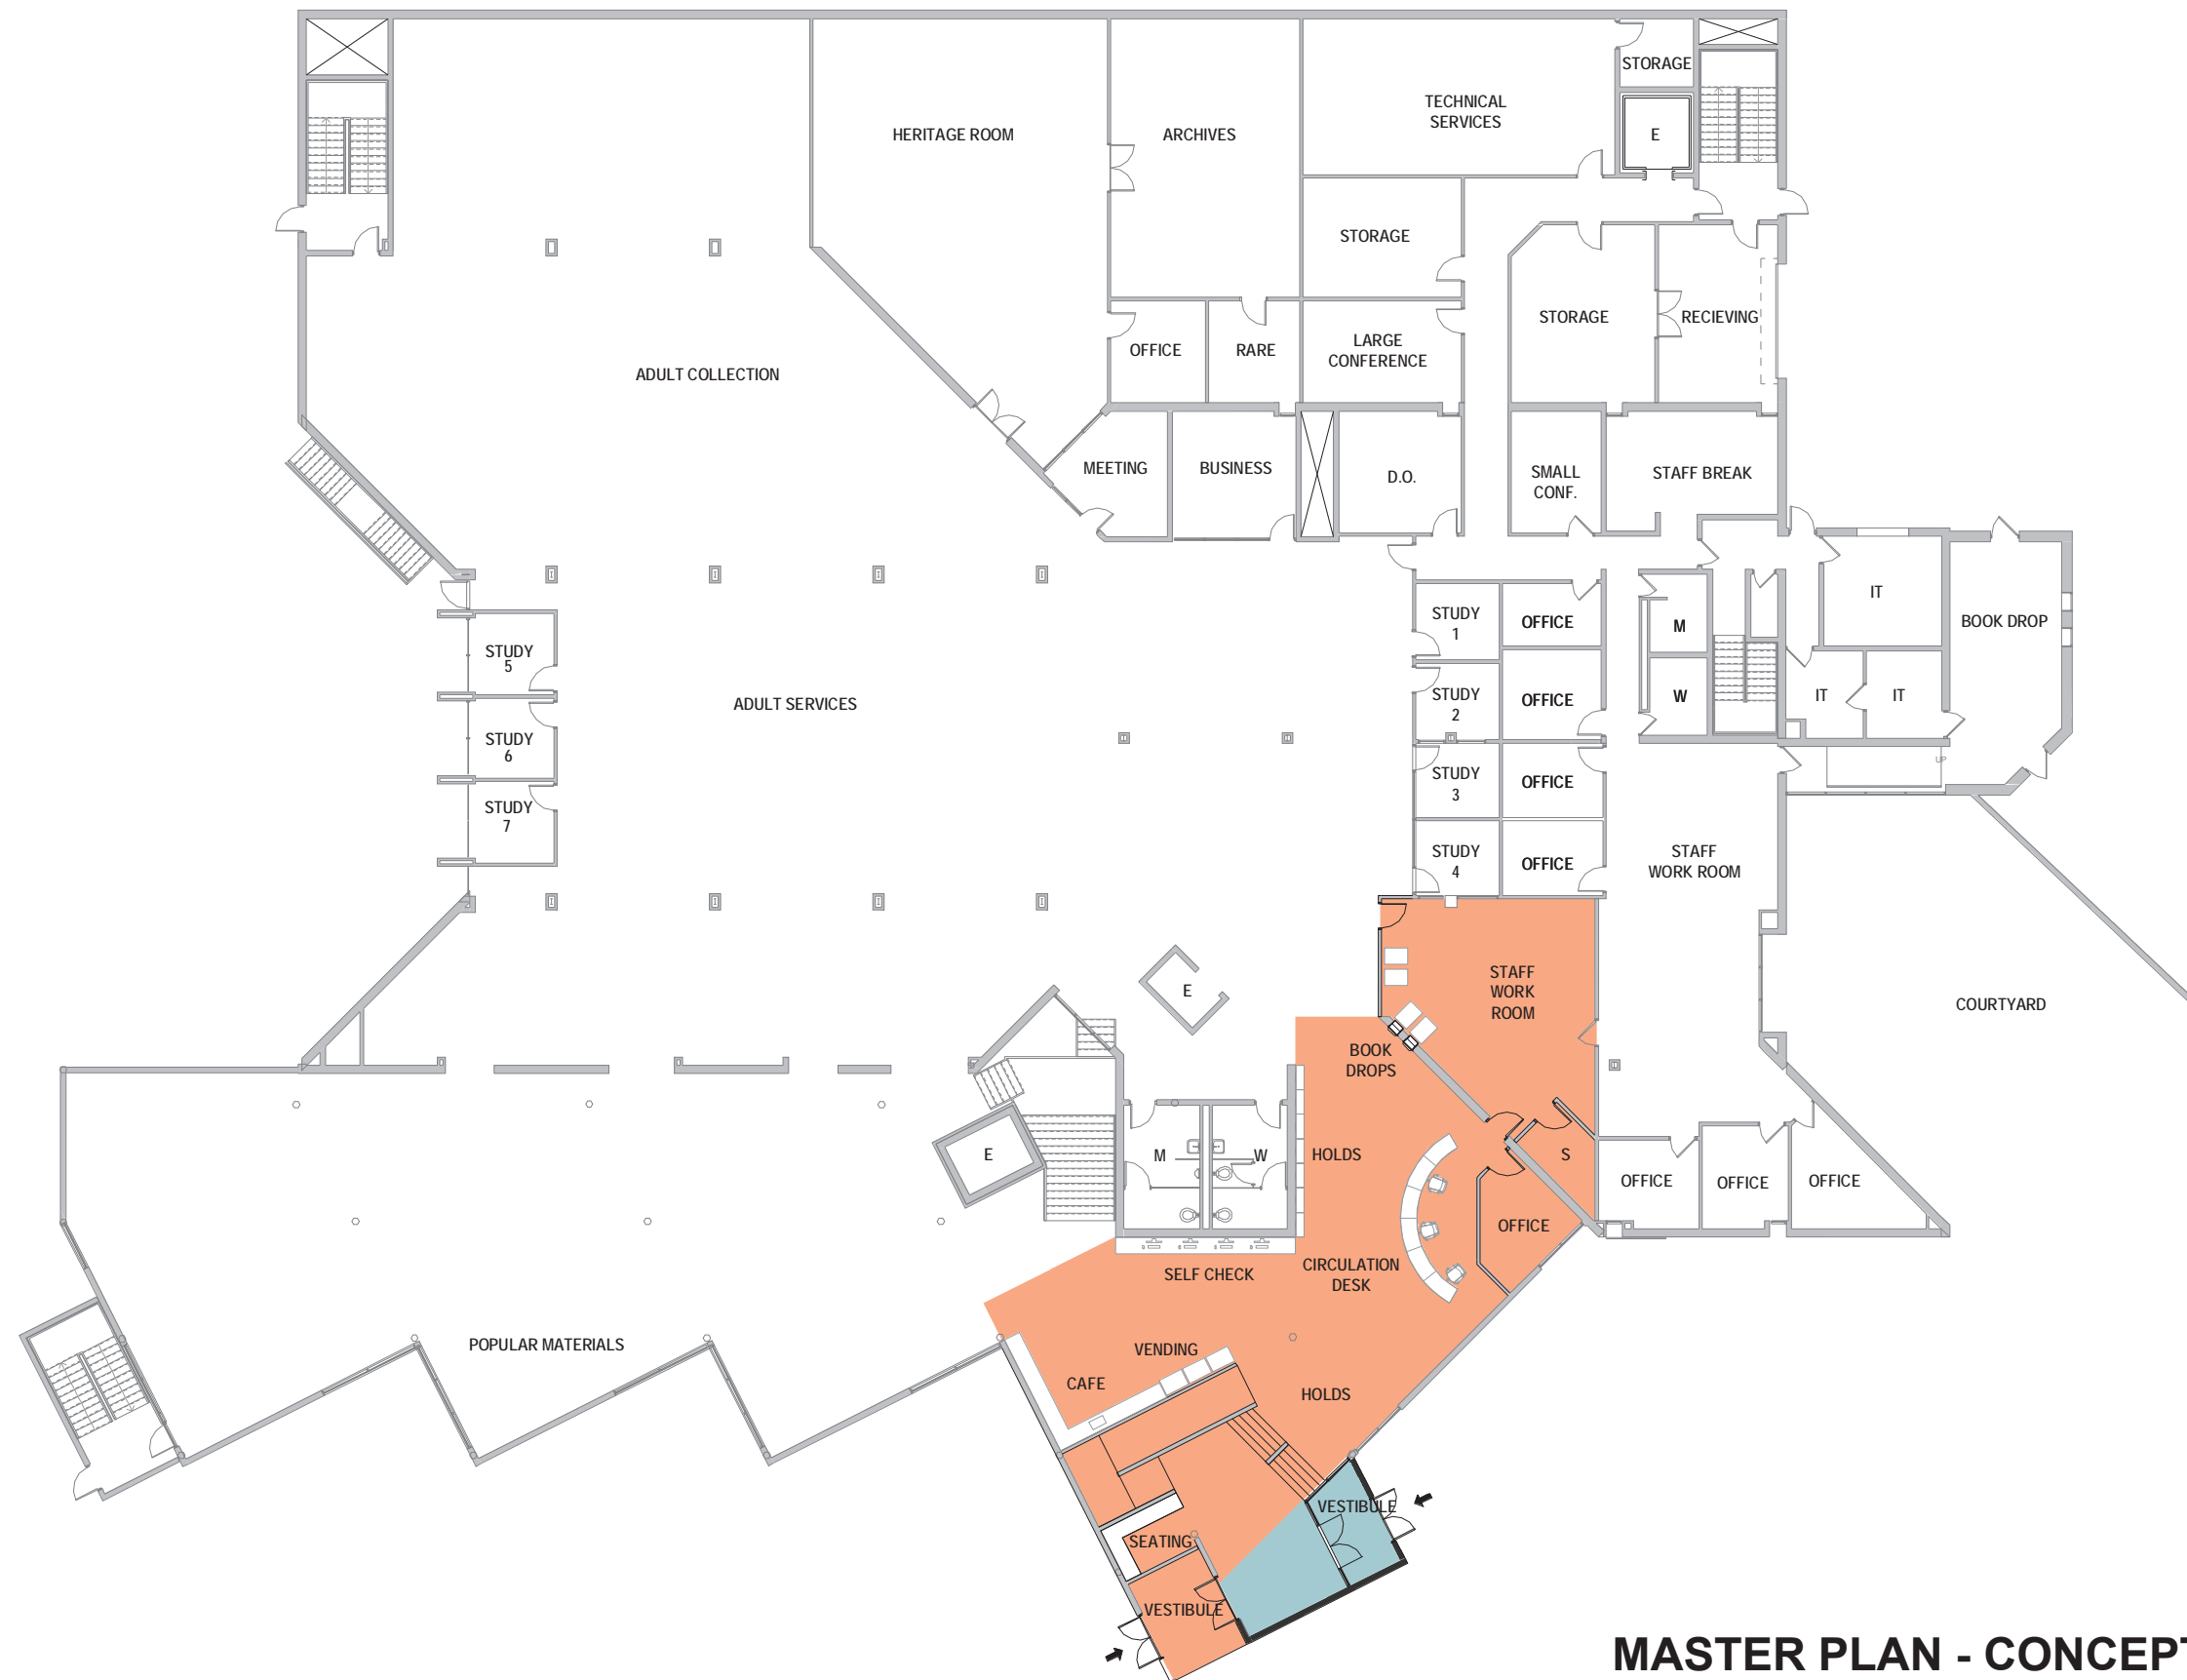 STORAGE
TECHNICAL
SERVICES
HERITAGE ROOM
ARCHIVES
E
STORAGE
STORAGE
RECIEVING
OFFICE
RARE
LARGE
CONFERENCE
ADULT COLLECTION
MEETING
BUSINESS
D.O.
SMALL
CONF.
STAFF BREAK
IT
BOOK DROP
STUDY
1
OFFICE
M
STUDY
5
STUDY
2
OFFICE
W
IT
IT
ADULT SERVICES
STUDY
6
UP
STUDY
3
OFFICE
STUDY
7
STUDY
4
OFFICE
STAFF
WORK ROOM
STAFF
WORK
ROOM
E
COURTYARD
BOOK
DROPS
E
M
W
HOLDS
S
OFFICE
OFFICE
OFFICE
OFFICE
SELF CHECK
CIRCULATION
DESK
POPULAR MATERIALS
VENDING
CAFE
HOLDS
VESTIBULE
SEATING
VESTIBULE
MASTER PLAN - CONCEPT